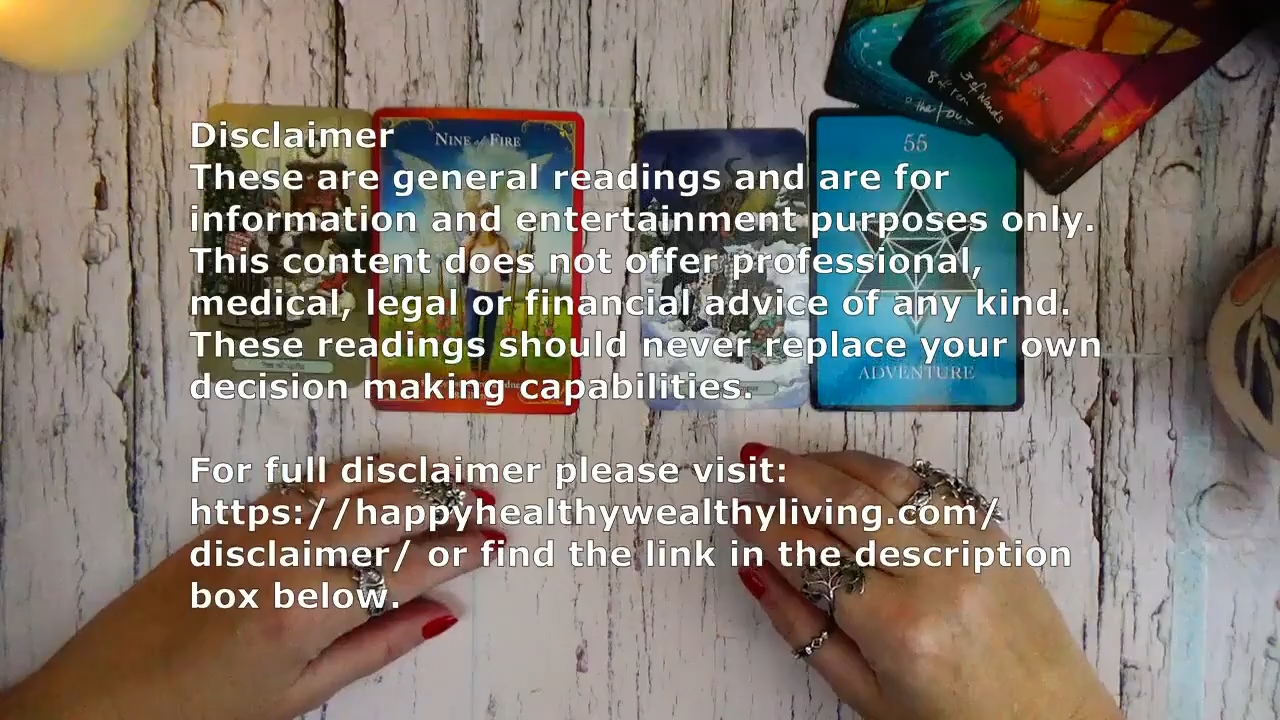 Disclaimer
These are general readings and are for
information and entertainment purposes only.
This content does not offer professional,
medical, legal or financial advice of any kind.
These readings should never replace your own
decision making capabilities.
For full disclaimer please visit:
https://happyhealthywealthyliving.com/
disclaimer/ or find the link in the description
box below.
NINE of FIRE
55
ADVENTURE
3 of Wands
8 of